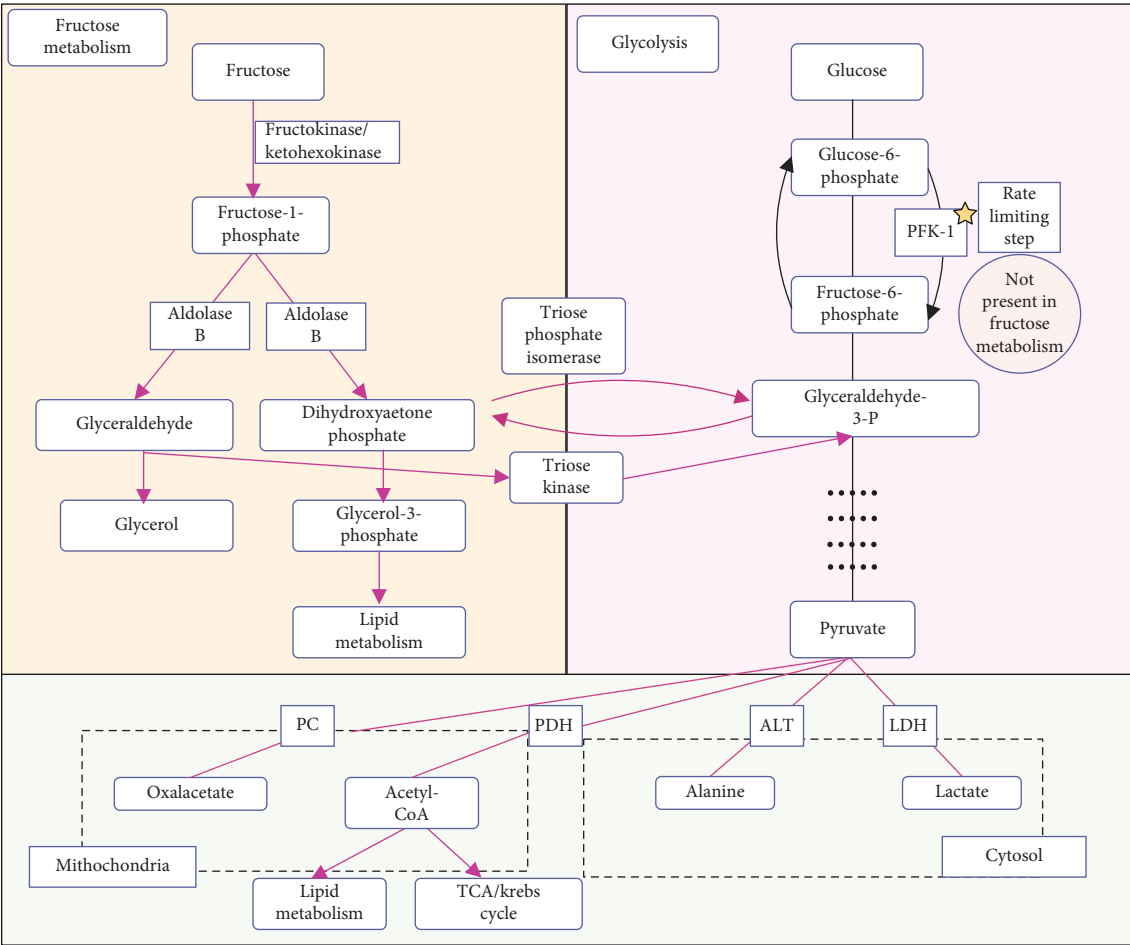 Fructose
metabolism
Fructose
Fructokinase/
ketohexokinase
Fructose-1-
phosphate
Aldolase
B
Aldolase
B
Glyceraldehyde
Dihydroxyaetone
phosphate
Glycerol
Glycerol-3-
phosphate
Lipid
metabolism
Triose
phosphate
isomerase
Triose
kinase
Glycolysis
Glucose
Glucose-6-
phosphate
PFK-1
Rate
limiting
step
Not
present in
fructose
metabolism
Fructose-6-
phosphate
Glyceraldehyde-
3-P
Pyruvate
PC
PDH
ALT
LDH
Oxalacetate
Acetyl-
CoA
Alanine
Lactate
Mithochondria
Cytosol
Lipid
metabolism
TCA/krebs
cycle